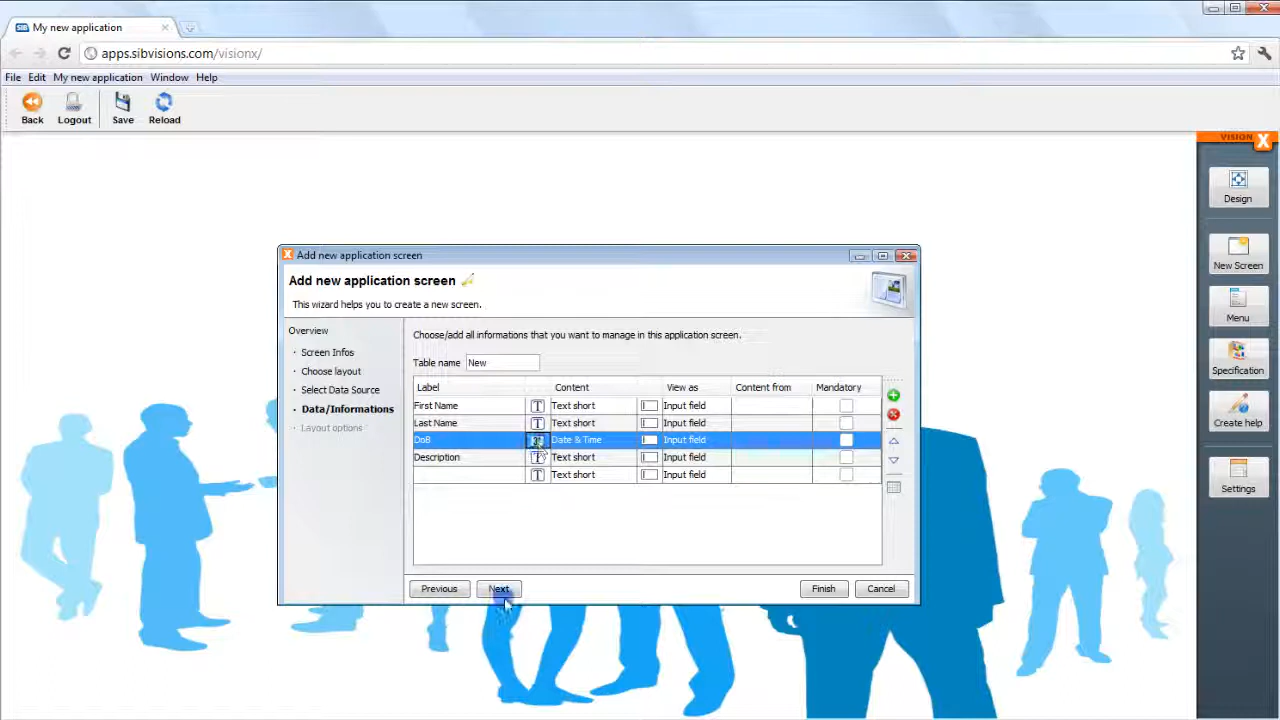 SIB My new application
apps.sibvisions.com/visionx/
File Edit My new application Window Help
Back Logout Save Reload
VISION X
Design
New Screen
Menu
Specification
Create help
Settings
X Add new application screen
Add new application screen
This wizard helps you to create a new screen.
Overview
Screen Infos
Choose layout
Select Data Source
Data/Informations
Layout options
Choose/add all informations that you want to manage in this application screen.
Table name New
Label Content View as Content from Mandatory
First Name T Text short Input field
Last Name T Text short Input field
DoB Date & Time Input field
Description T Text short Input field
T Text short Input field
Previous Next Finish Cancel